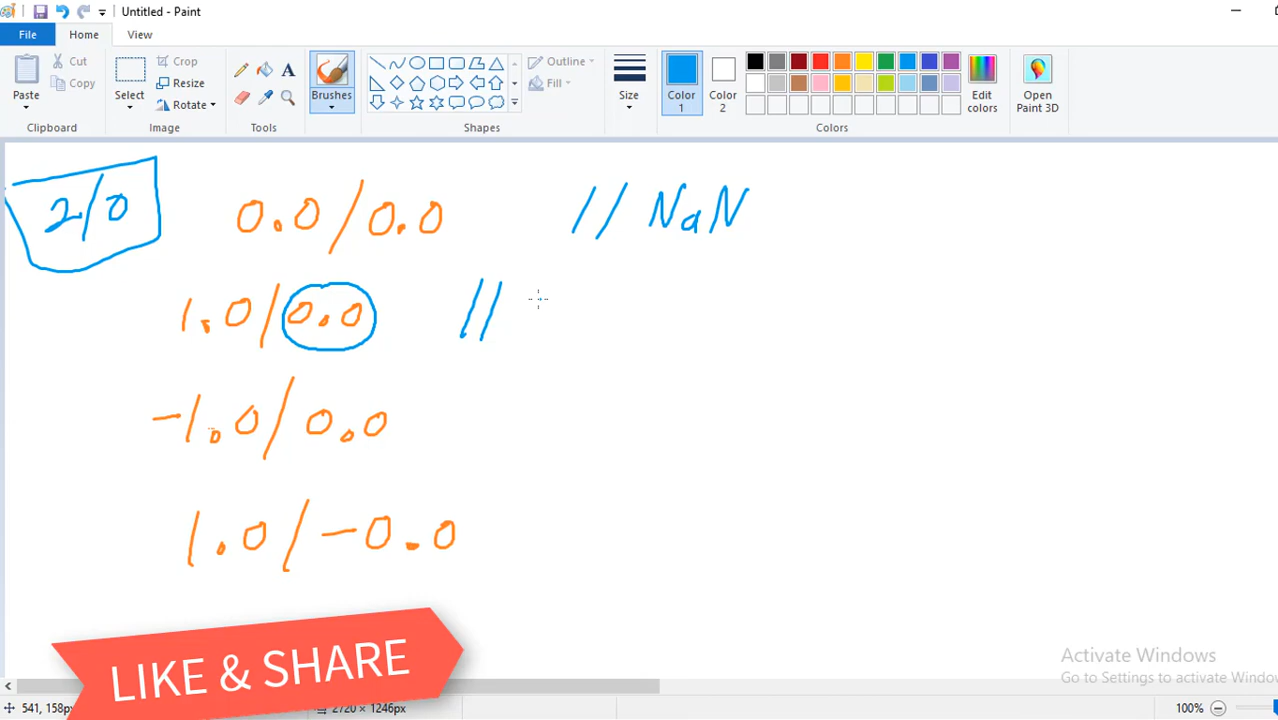 Untitled - Paint
File Home View
Paste Cut Copy
Clipboard
Select Crop Resize Rotate
Image
Tools
Brushes
Shapes
Outline Fill
Size
Color 1 Color 2
Edit colors
Colors
Open Paint 3D
2/0
0.0/0.0 // NaN
1.0/0.0 //
-1.0/0.0
1.0/-0.0
LIKE & SHARE
Activate Windows
Go to Settings to activate Window
541, 158px
2720 × 1246px
100%